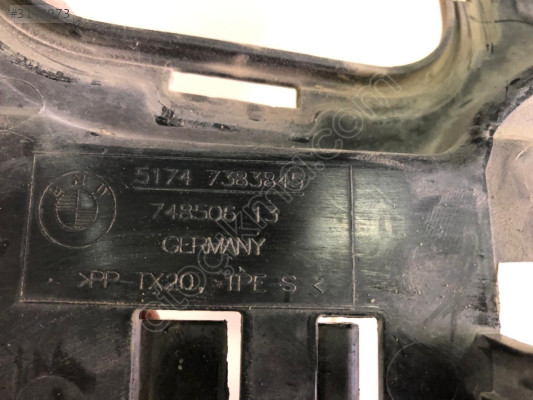 5174 7383849
748506 13
GERMANY
>PP-TX20, TPE-S<